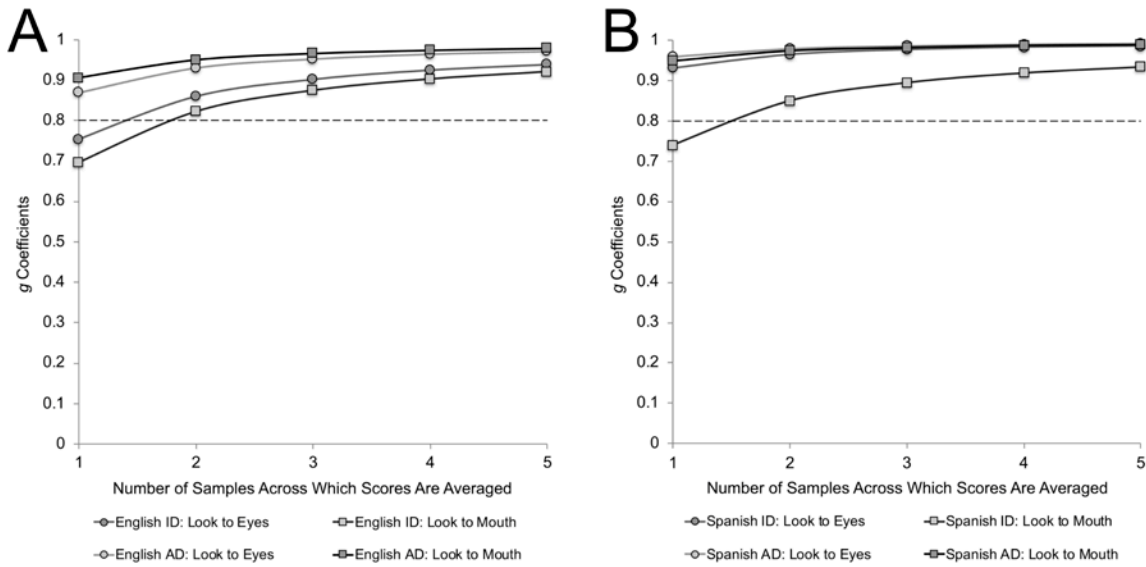 A
1
0.9
0.8
0.7
0.6
0.5
0.4
0.3
0.2
0.1
0
g Coefficients
1 2 3 4 5
Number of Samples Across Which Scores Are Averaged
English ID: Look to Eyes English ID: Look to Mouth
English AD: Look to Eyes English AD: Look to Mouth
B
1
0.9
0.8
0.7
0.6
0.5
0.4
0.3
0.2
0.1
0
g Coefficients
1 2 3 4 5
Number of Samples Across Which Scores Are Averaged
Spanish ID: Look to Eyes Spanish ID: Look to Mouth
Spanish AD: Look to Eyes Spanish AD: Look to Mouth